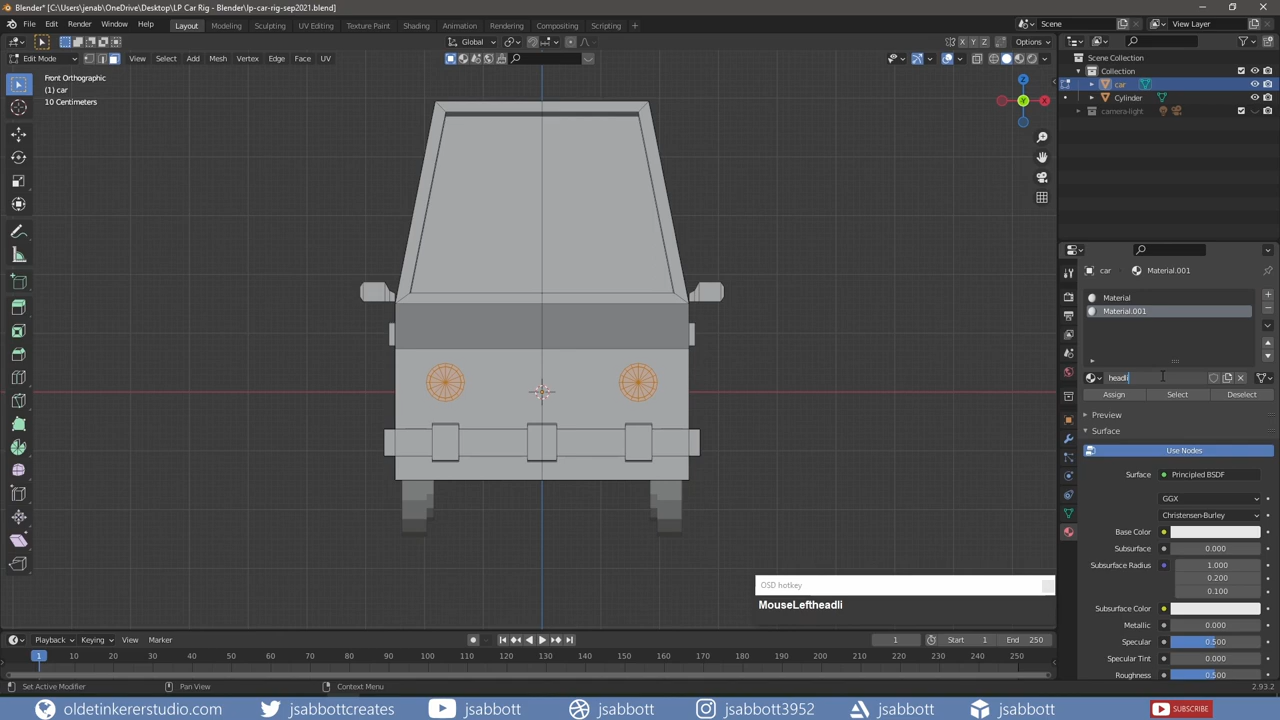 Blender* [C:\Users\jenab\OneDrive\Desktop\LP Car Rig - Blender\lp-car-rig-sep2021.blend]
File Edit Render Window Help Layout Modeling Sculpting UV Editing Texture Paint Shading Animation Rendering Compositing Scripting + Scene View Layer
Global X Y Z Options
Edit Mode View Select Add Mesh Vertex Edge Face UV
Front Orthographic
(1) car
10 Centimeters
Z
Y X
Scene Collection
Collection
car
Cylinder
camera-light
car Material.001
Material
Material.001
headli
Assign Select Deselect
Preview
Surface
Use Nodes
Surface Principled BSDF
GGX
Christensen-Burley
Base Color
Subsurface 0.000
Subsurface Radius 1.000
0.200
0.100
Subsurface Color
Metallic 0.000
Specular 0.500
Specular Tint 0.000
Roughness 0.500
OSD hotkey
MouseLeftheadli
Playback Keying View Marker 1 Start 1 End 250
1 10 20 30 40 50 60 70 80 90 100 110 120 130 140 150 160 170 180 190 200 210 220 230 240 250
Set Active Modifier Pan View Context Menu 2.93.2
oldetinkererstudio.com jsabbottcreates jsabbott jsabbott jsabbott3952 jsabbott jsabbott SUBSCRIBE